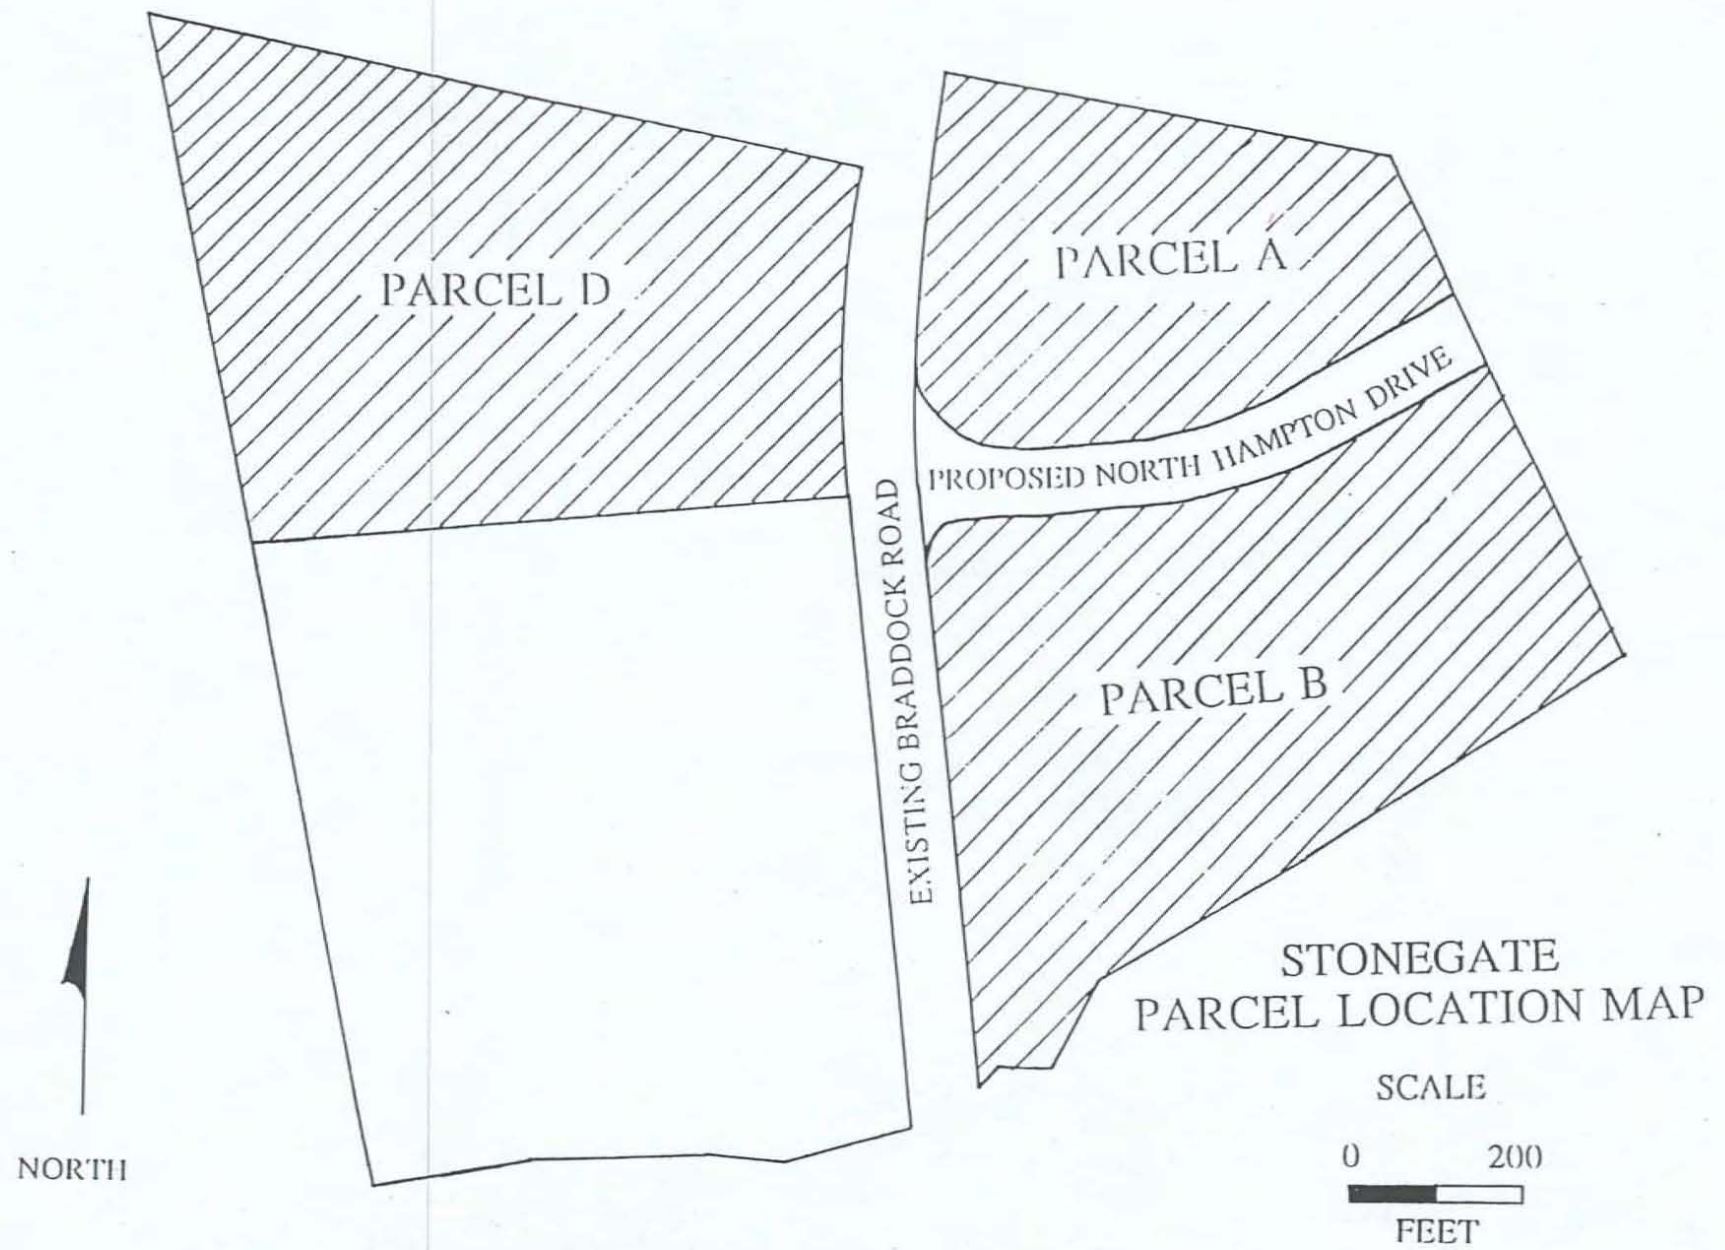 PARCEL D
PARCEL A
PROPOSED NORTH HAMPTON DRIVE
EXISTING BRADDOCK ROAD
PARCEL B
STONEGATE
PARCEL LOCATION MAP
SCALE
0 200
FEET
NORTH